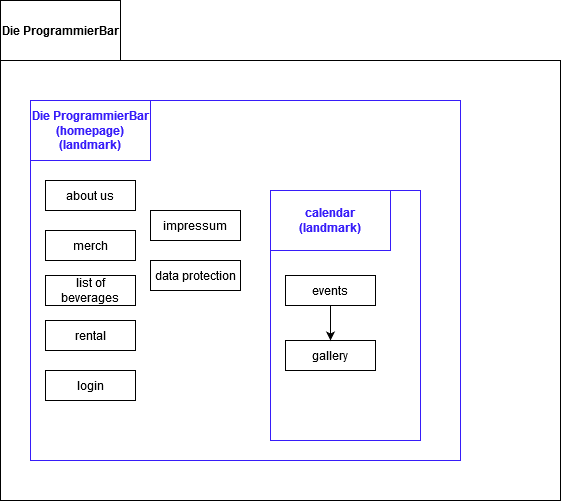 Die ProgrammierBar
Die ProgrammierBar
(homepage)
(landmark)
about us
merch
list of
beverages
rental
login
impressum
data protection
calendar
(landmark)
events
gallery